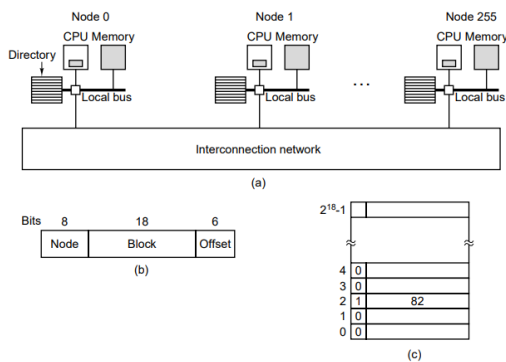 Node 0 Node 1 Node 255
CPU Memory CPU Memory CPU Memory
Directory
Local bus Local bus … Local bus
Interconnection network
(a)
Bits 8 18 6
Node Block Offset
(b)
2¹⁸-1
4 0
3 0
2 1 82
1 0
0 0
(c)